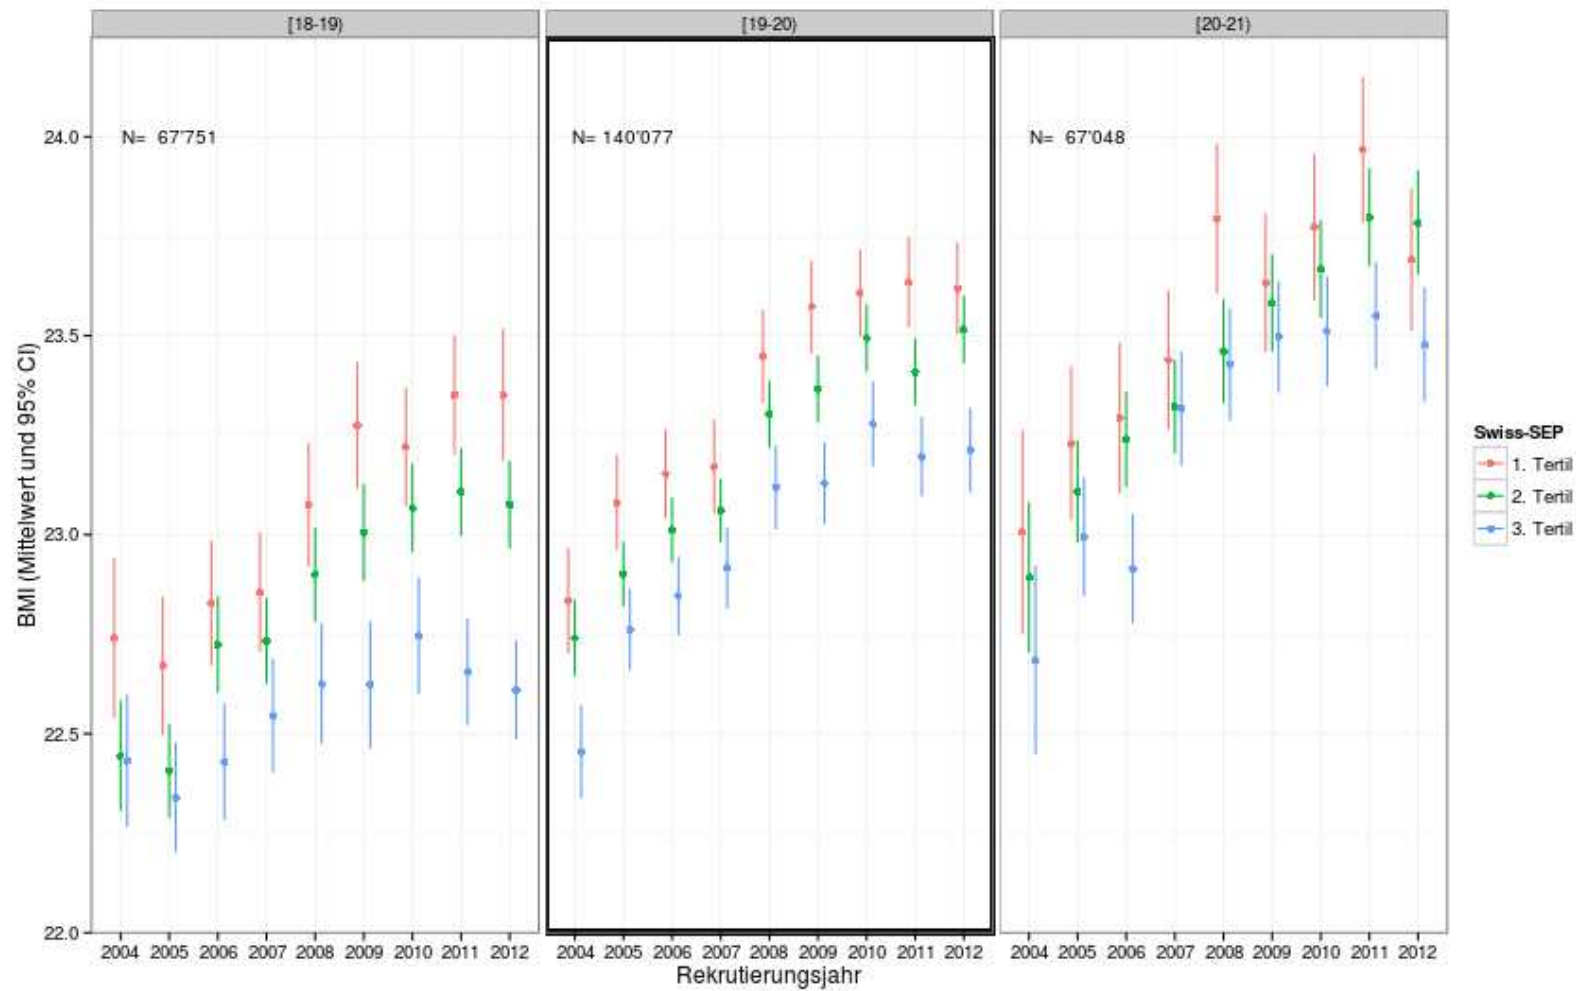 [18-19)
[19-20)
[20-21)
N= 67'751
N= 140'077
N= 67'048
24.0
23.5
23.0
22.5
22.0
BMI (Mittelwert und 95% CI)
2004 2005 2006 2007 2008 2009 2010 2011 2012
2004 2005 2006 2007 2008 2009 2010 2011 2012
2004 2005 2006 2007 2008 2009 2010 2011 2012
Rekrutierungsjahr
Swiss-SEP
1. Tertil
2. Tertil
3. Tertil